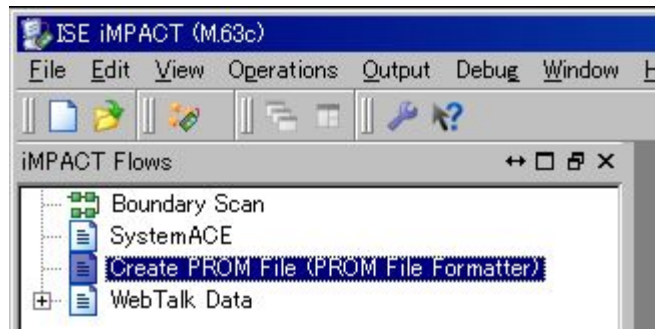 ISE iMPACT (M.63c)
File Edit View Operations Output Debug Window H
?
iMPACT Flows
Boundary Scan
SystemACE
Create PROM File (PROM File Formatter)
WebTalk Data